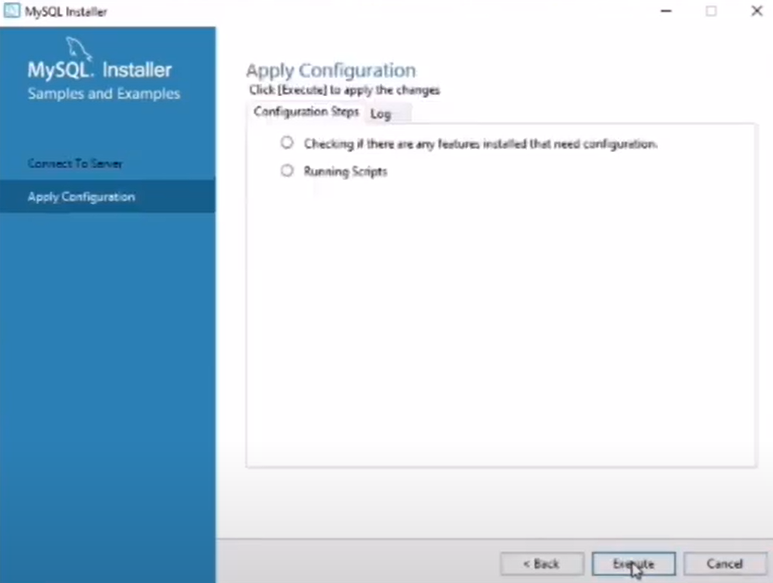 MySQL Installer
MySQL. Installer
Samples and Examples
Connect To Server
Apply Configuration
Apply Configuration
Click [Execute] to apply the changes
Configuration Steps
Log
Checking if there are any features installed that need configuration.
Running Scripts
< Back
Execute
Cancel